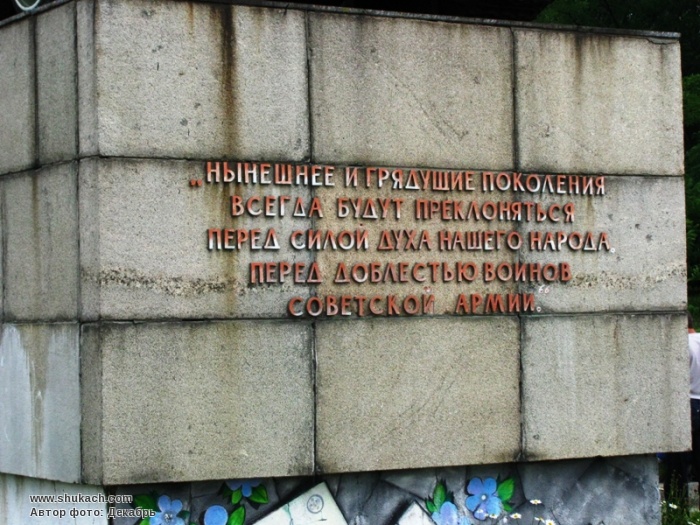 „НЫНЕШНЕЕ И ГРЯДУЩИЕ ПОКОЛЕНИЯ
ВСЕГДА БУДУТ ПРЕКЛОНЯТЬСЯ
ПЕРЕД СИЛОЙ ДУХА НАШЕГО НАРОДА,
ПЕРЕД ДОБЛЕСТЬЮ ВОИНОВ
СОВЕТСКОЙ АРМИИ.“
www.shukach.com
Автор фото: Декабрь